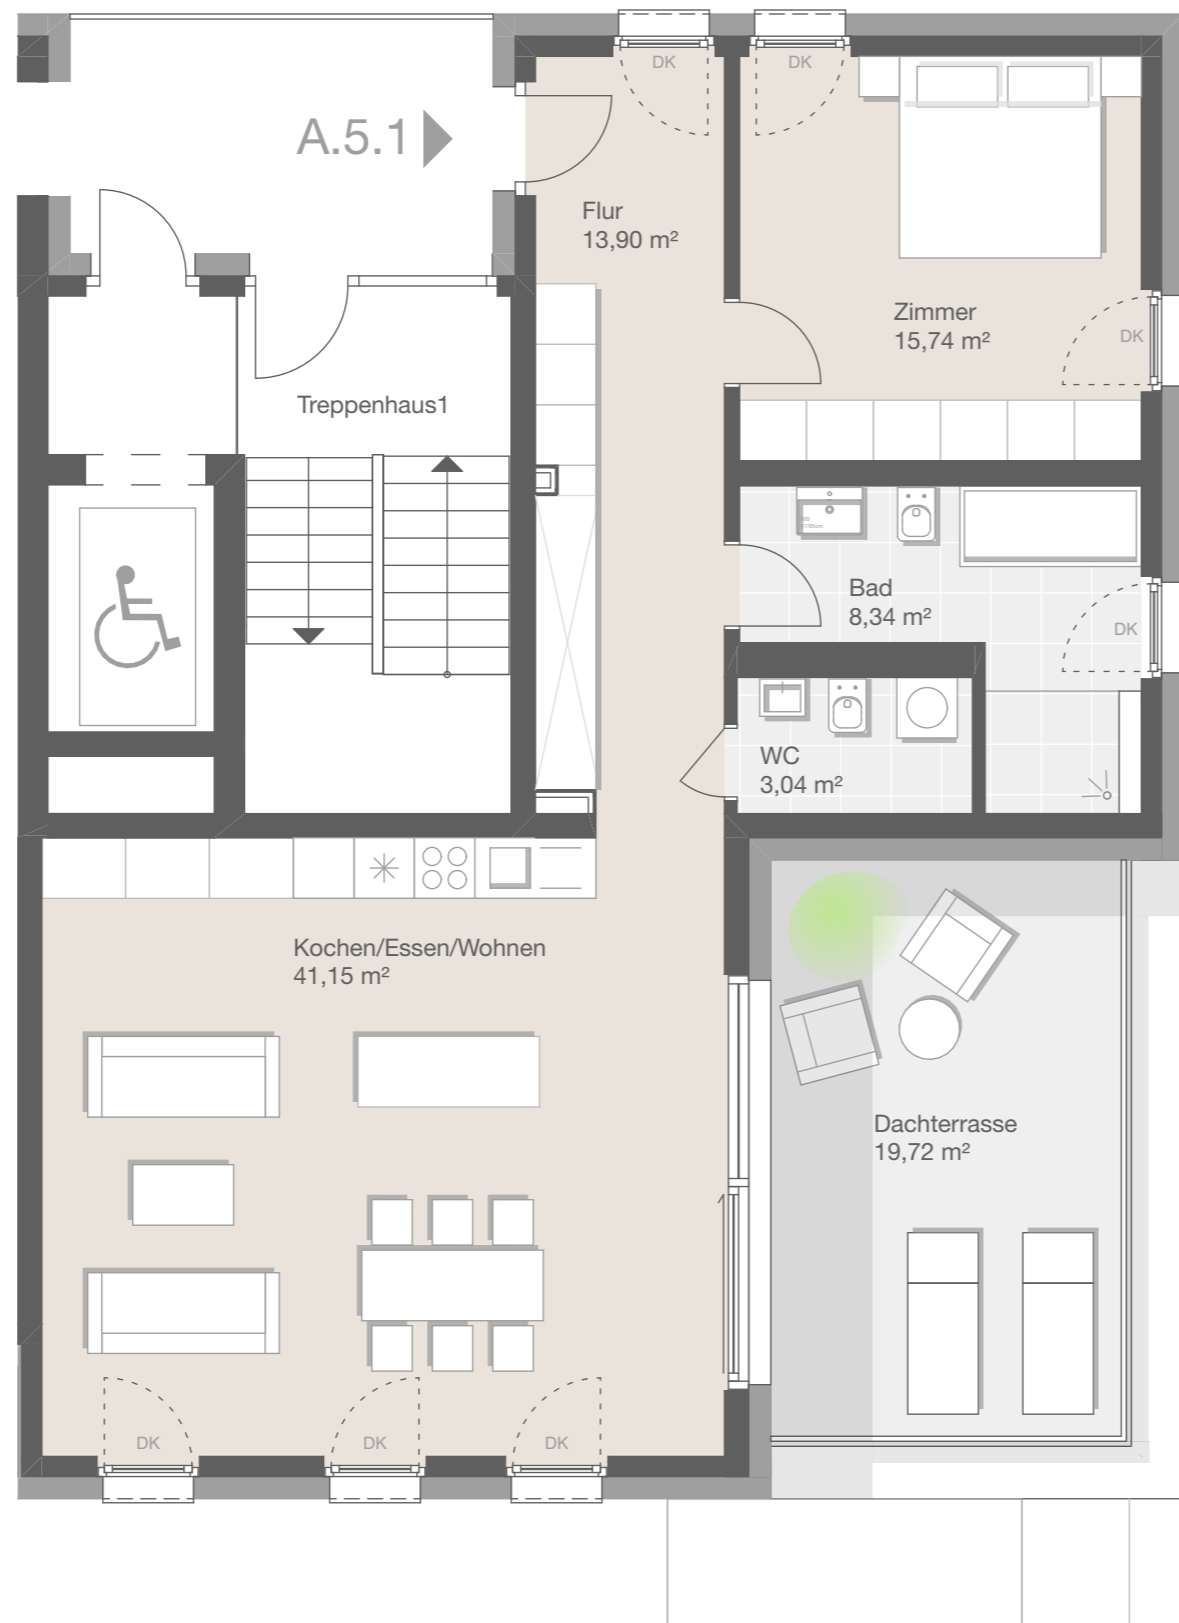 DK
DK
A.5.1
Flur
13,90 m²
Zimmer
15,74 m²
DK
Treppenhaus1
Bad
8,34 m²
DK
WC
3,04 m²
Kochen/Essen/Wohnen
41,15 m²
Dachterrasse
19,72 m²
DK
DK
DK